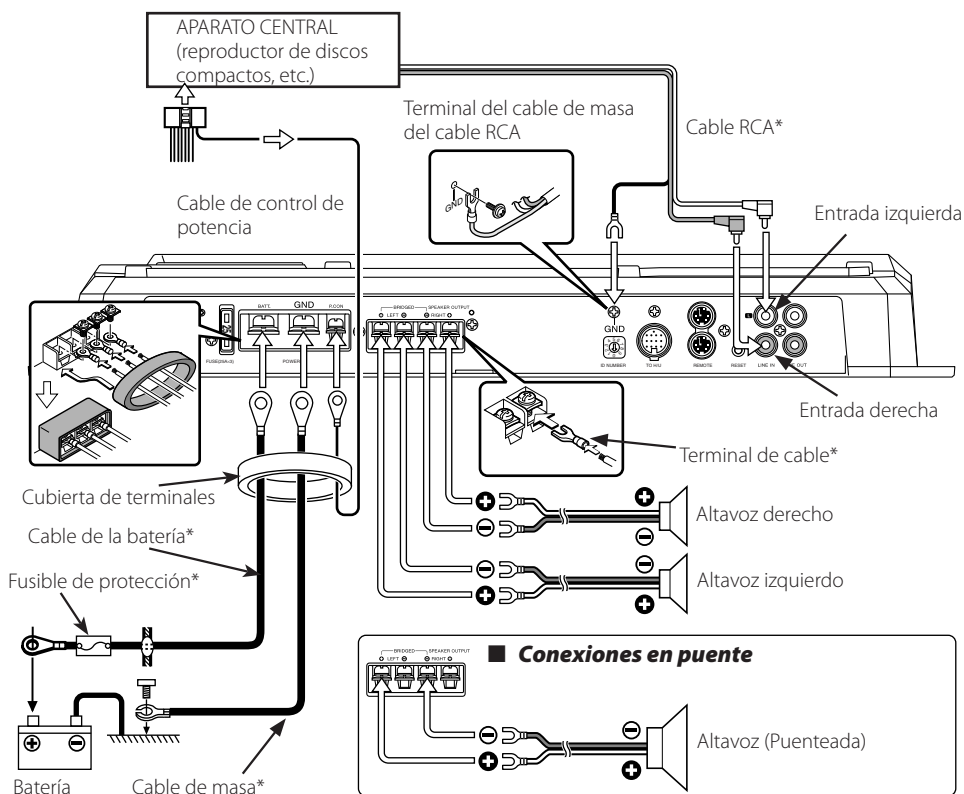 APARATO CENTRAL
(reproductor de discos
compactos, etc.)
Terminal del cable de masa
del cable RCA
Cable RCA*
Cable de control de
potencia
GND
Entrada izquierda
BATT.
GND
P.CON
BRIDGED
SPEAKER OUTPUT
LEFT
RIGHT
POWER
GND
ID NUMBER
TO H/U
REMOTE
RESET
LINE IN
OUT
Entrada derecha
Terminal de cable*
Cubierta de terminales
Altavoz derecho
Cable de la batería*
Fusible de protección*
Altavoz izquierdo
BRIDGED
SPEAKER OUTPUT
LEFT
RIGHT
■ Conexiones en puente
Altavoz (Puenteada)
Batería
Cable de masa*